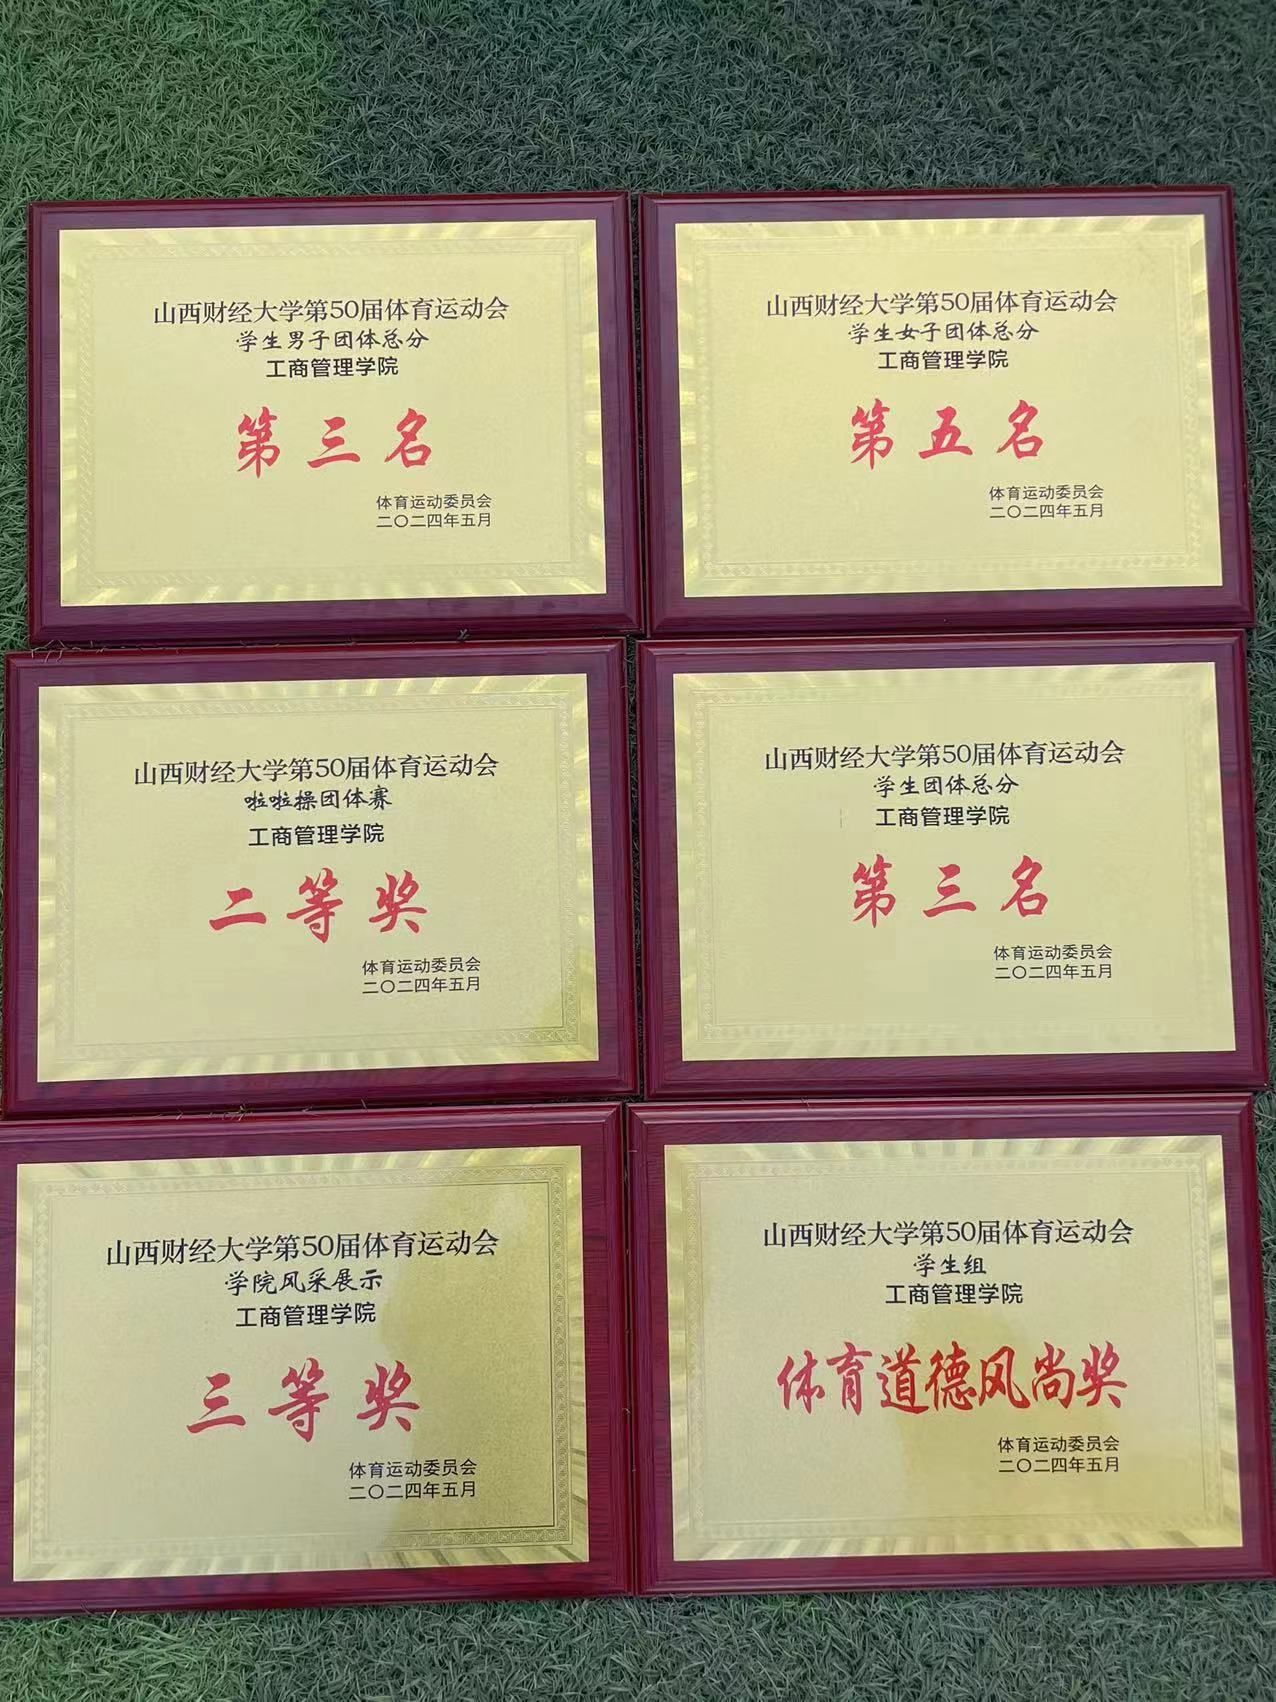 山西财经大学第50届体育运动会
学生男子团体总分
工商管理学院
第三名
体育运动委员会
二〇二四年五月
山西财经大学第50届体育运动会
学生女子团体总分
工商管理学院
第五名
体育运动委员会
二〇二四年五月
山西财经大学第50届体育运动会
啦啦操团体赛
工商管理学院
二等奖
体育运动委员会
二〇二四年五月
山西财经大学第50届体育运动会
学生团体总分
工商管理学院
第三名
体育运动委员会
二〇二四年五月
山西财经大学第50届体育运动会
学院风采展示
工商管理学院
三等奖
体育运动委员会
二〇二四年五月
山西财经大学第50届体育运动会
学生组
工商管理学院
体育道德风尚奖
体育运动委员会
二〇二四年五月